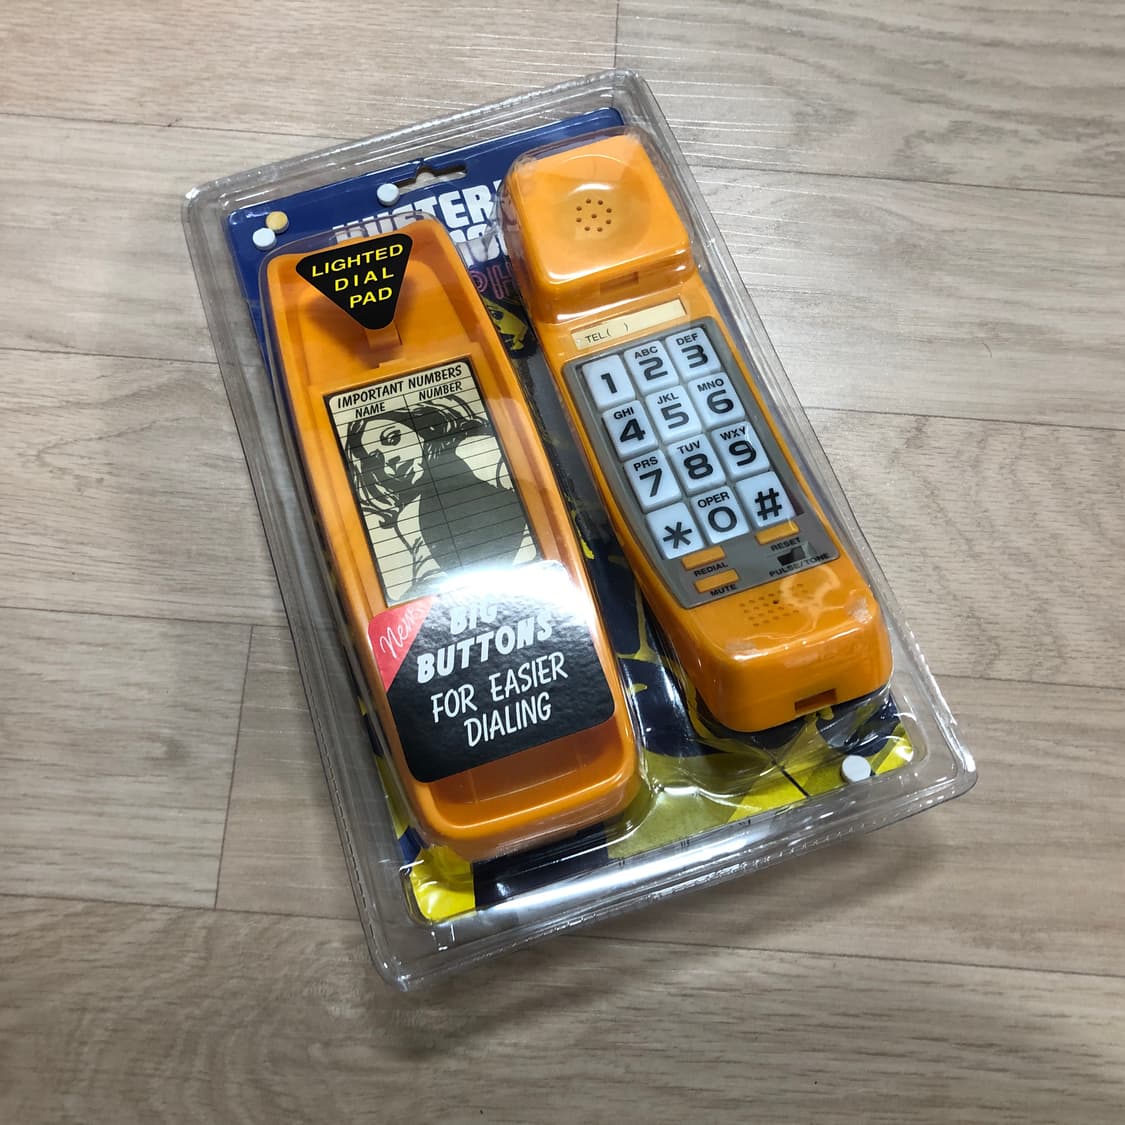 LIGHTED
DIAL
PAD
IMPORTANT NUMBERS
NAME NUMBER
New
BIG
BUTTONS
FOR EASIER
DIALING
TEL( )
1
ABC
2
DEF
3
GHI
4
JKL
5
MNO
6
PRS
7
TUV
8
WXY
9
*
OPER
0
#
REDIAL
RESET
MUTE
PULSE/TONE